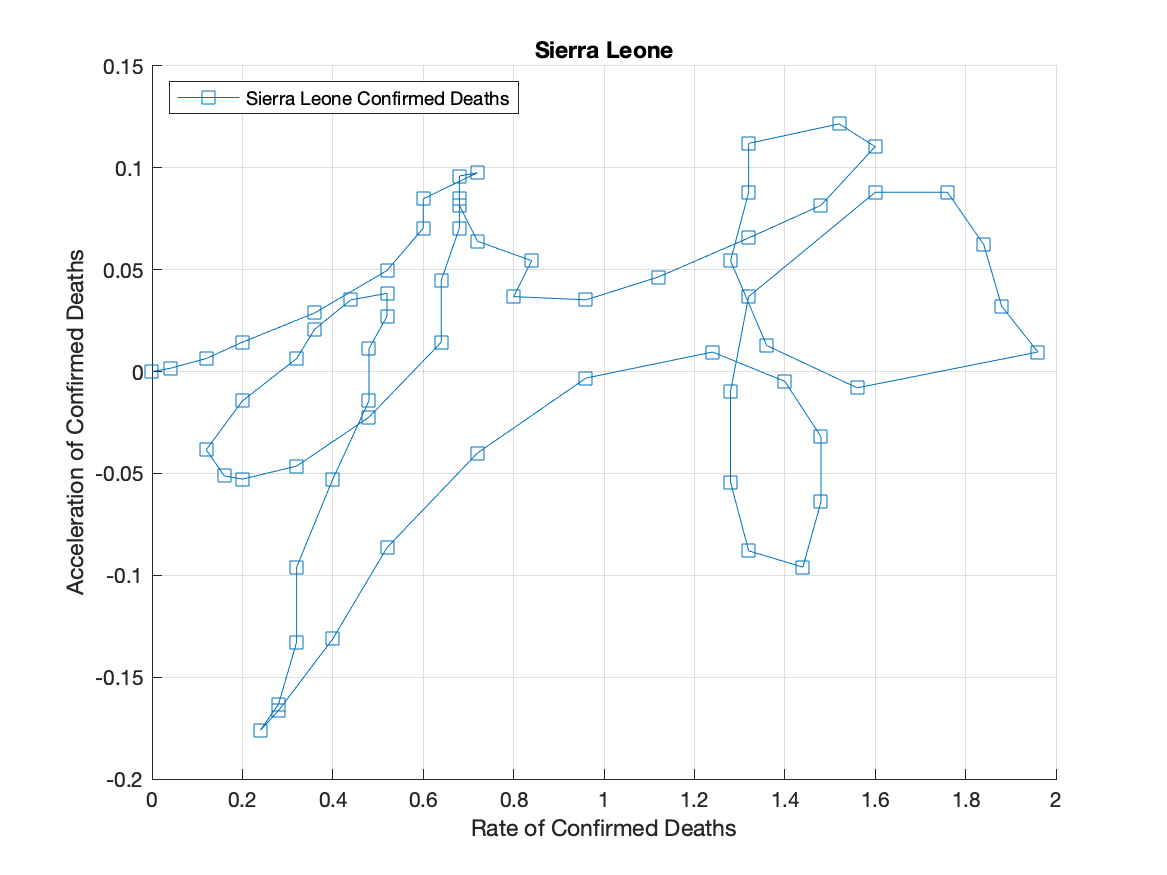 Sierra Leone
Sierra Leone Confirmed Deaths
Acceleration of Confirmed Deaths
0.15
0.1
0.05
0
-0.05
-0.1
-0.15
-0.2
0 0.2 0.4 0.6 0.8 1 1.2 1.4 1.6 1.8 2
Rate of Confirmed Deaths